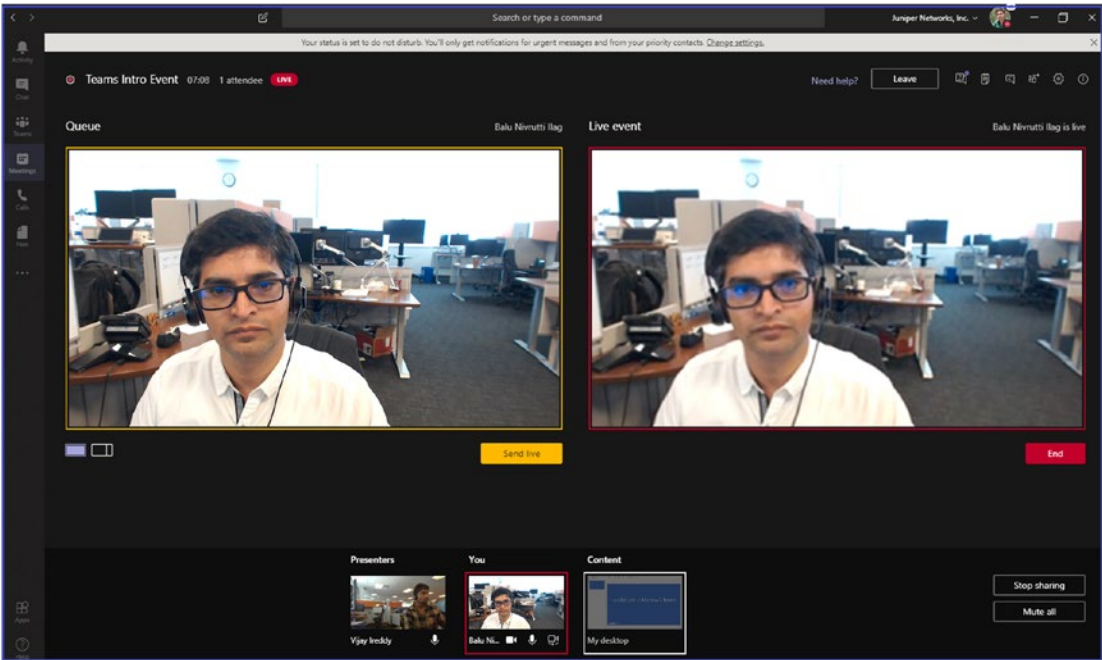 Search or type a command
Juniper Networks, Inc.
Your status is set to do not disturb. You'll only get notifications for urgent messages and from your priority contacts. Change settings.
Activity
Chat
Teams
Meetings
Calls
Files
Apps
Help
Teams Intro Event 07:08 1 attendee LIVE
Need help?
Leave
Queue
Balu Nivrutti Ilag
Live event
Balu Nivrutti Ilag is live
Send live
End
Presenters
You
Content
Vijay Ireddy
Balu Ni...
My desktop
Stop sharing
Mute all